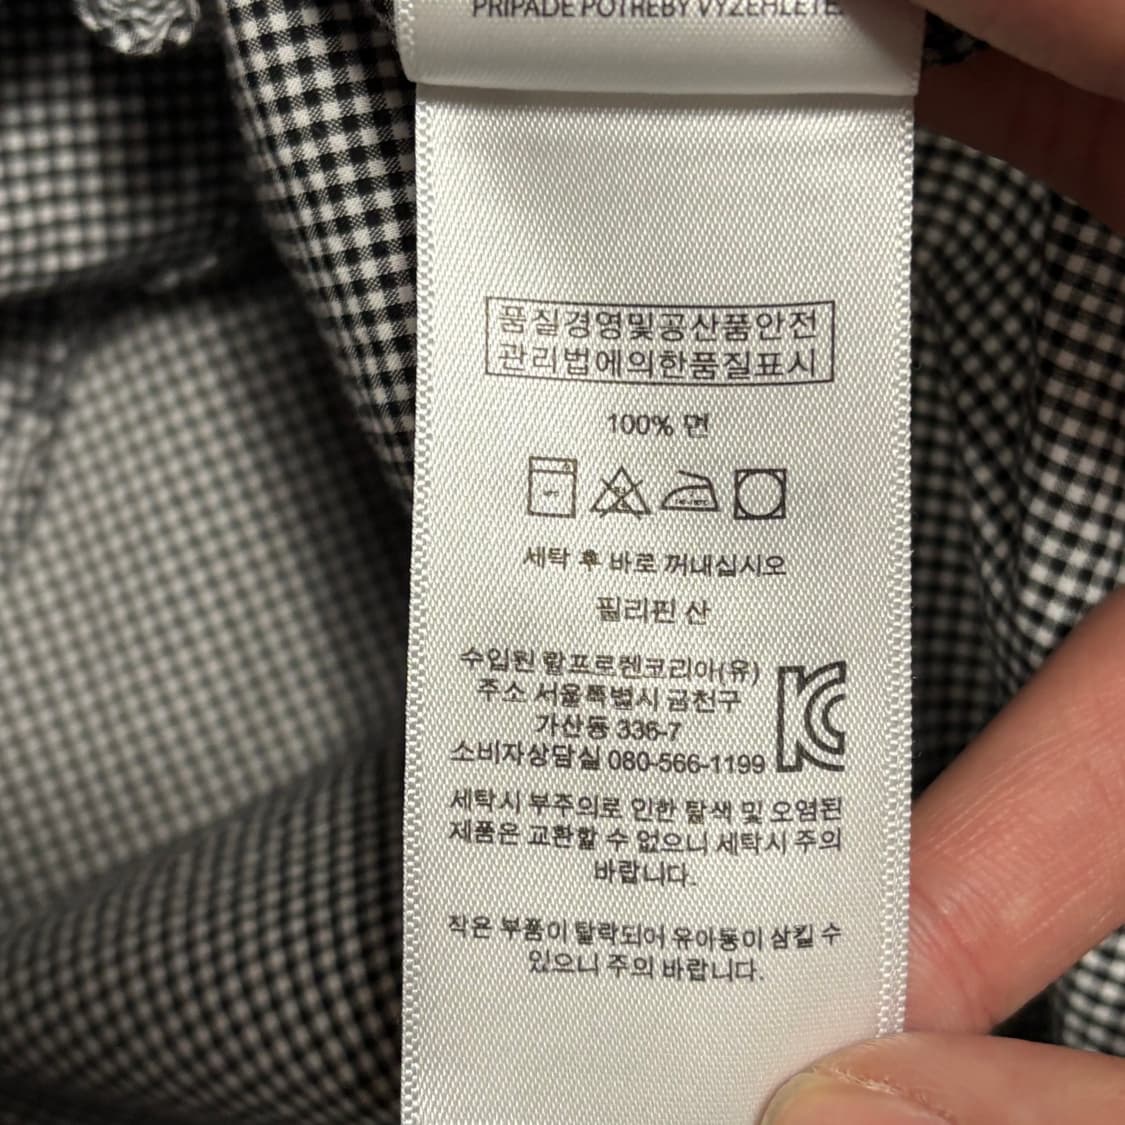 PŘÍPADĚ POTŘEBY VYŽEHLETE.
품질경영및공산품안전
관리법에의한품질표시
100% 면
세탁 후 바로 꺼내십시오
필리핀 산
수입원 랄프로렌코리아(유)
주소 서울특별시 금천구
가산동 336-7
소비자상담실 080-566-1199
세탁시 부주의로 인한 탈색 및 오염된
제품은 교환할 수 없으니 세탁시 주의
바랍니다.
작은 부품이 탈락되어 유아동이 삼킬 수
있으니 주의 바랍니다.